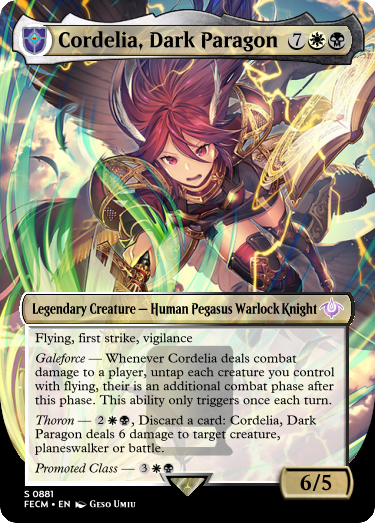 Cordelia, Dark Paragon 7
Legendary Creature — Human Pegasus Warlock Knight
Flying, first strike, vigilance
Galeforce — Whenever Cordelia deals combat
damage to a player, untap each creature you control
with flying, their is an additional combat phase after
this phase. This ability only triggers once each turn.
Thoron — 2, Discard a card: Cordelia, Dark
Paragon deals 6 damage to target creature,
planeswalker or battle.
Promoted Class — 3
6/5
S 0881
FECM • EN Geso Umiu